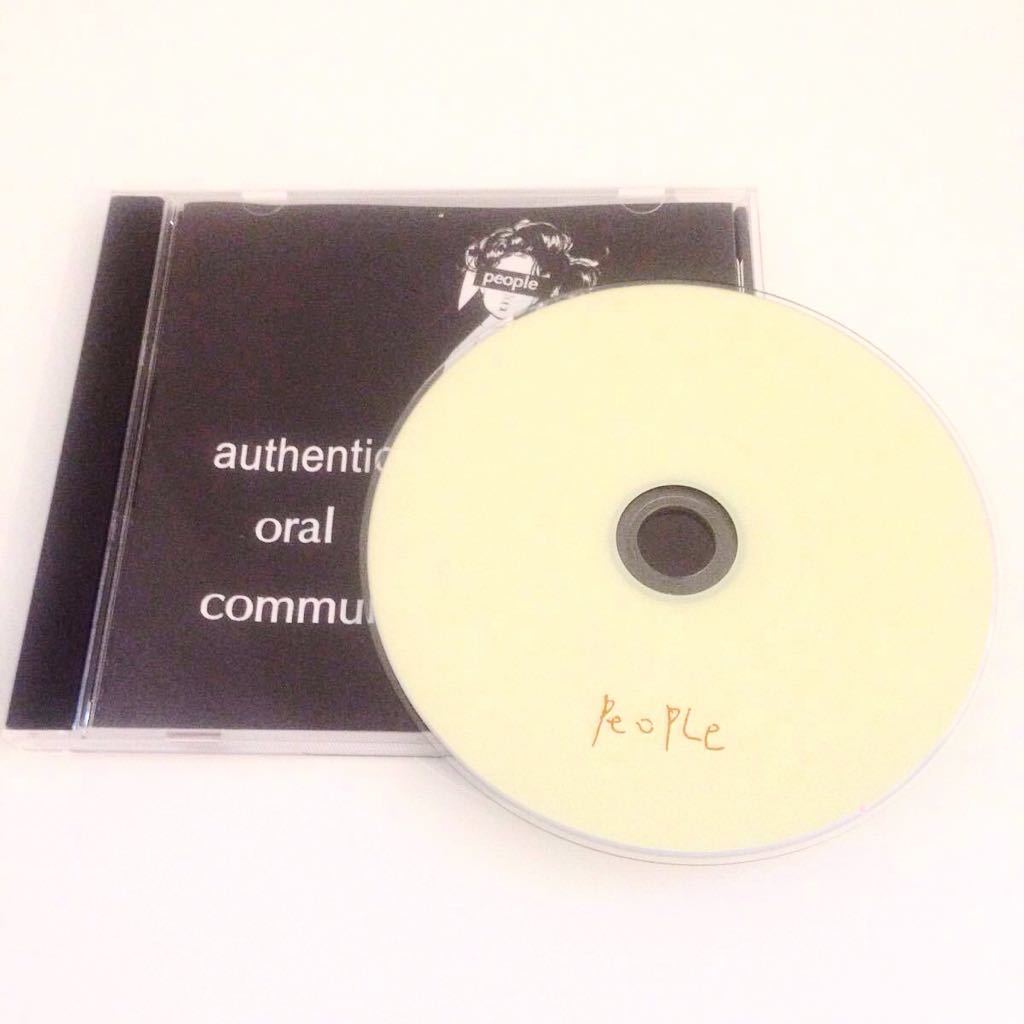 people
authentic
oral
commu
PeoPLe